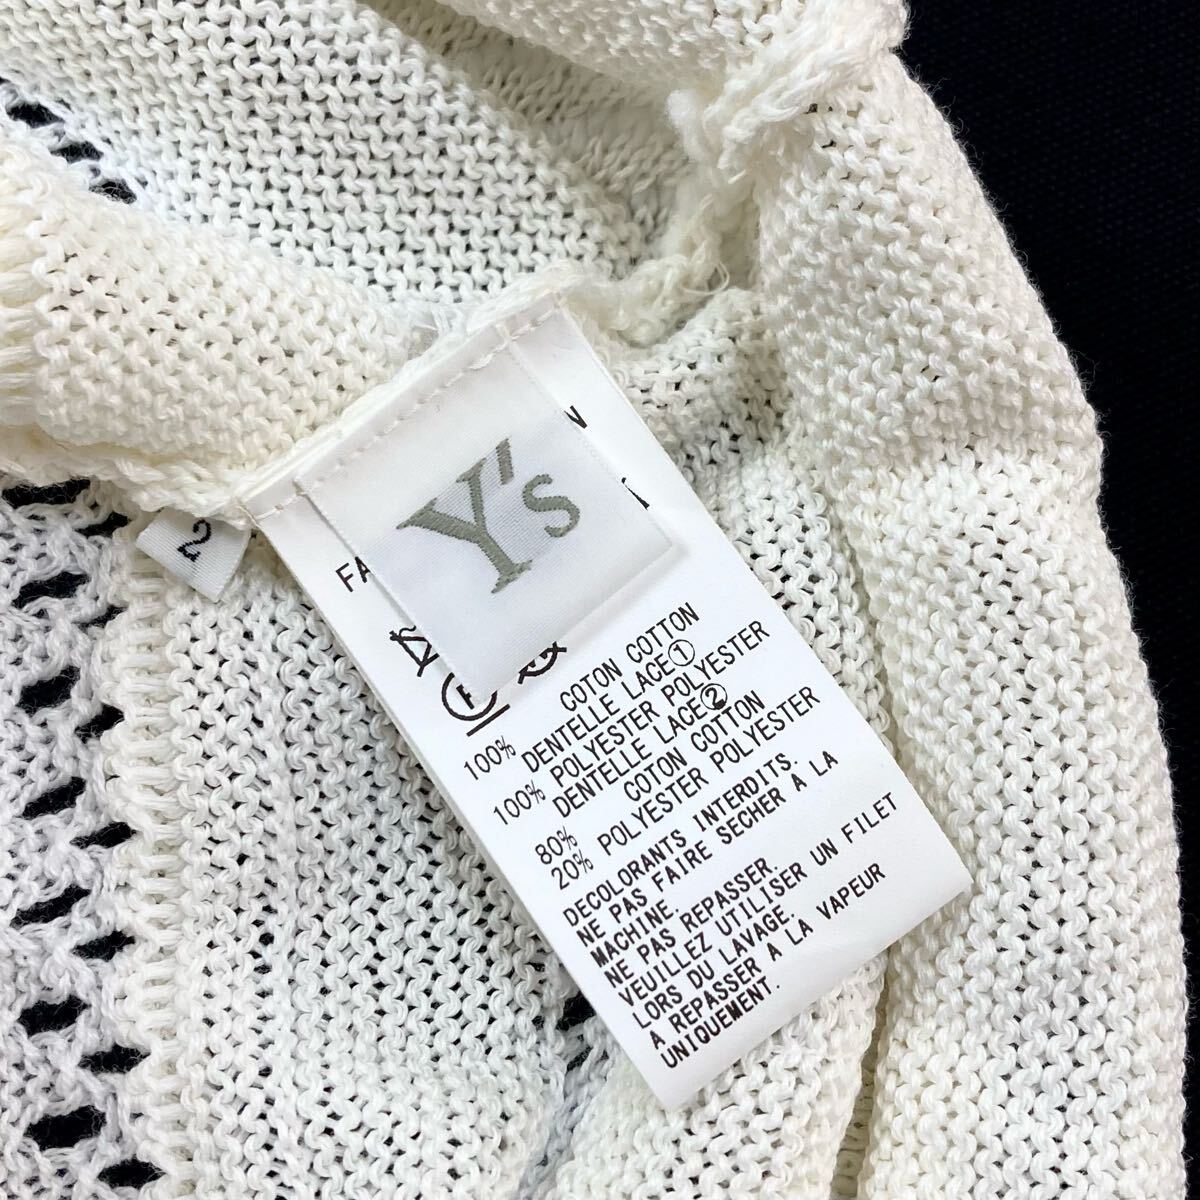 Y's
2
100% COTON COTTON
DENTELLE LACE①
100% POLYESTER POLYESTER
DENTELLE LACE②
80% COTON COTTON
20% POLYESTER POLYESTER
DECOLORANTS INTERDITS.
NE PAS FAIRE SECHER A LA
MACHINE.
NE PAS REPASSER.
VEUILLEZ UTILISER UN FILET
LORS DU LAVAGE.
A REPASSER A LA VAPEUR
UNIQUEMENT.